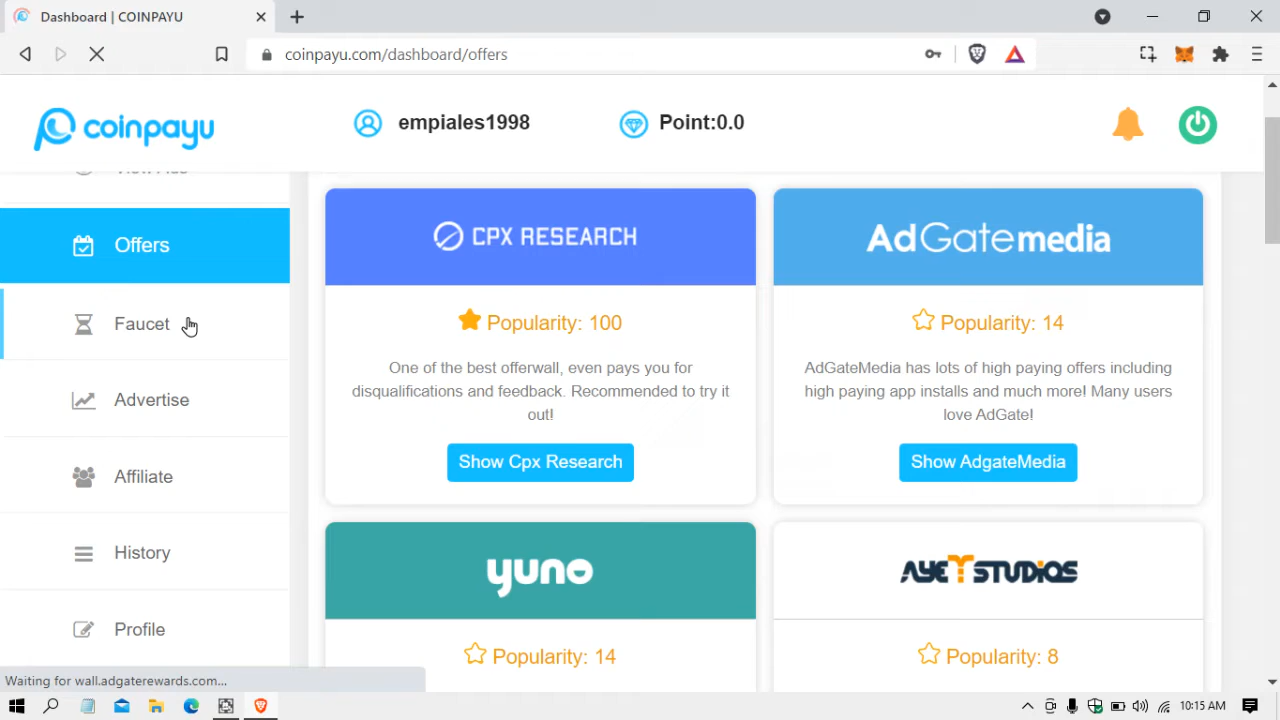 Dashboard | COINPAYU
coinpayu.com/dashboard/offers
coinpayu
empiales1998
Point:0.0
View Ads
Offers
Faucet
Advertise
Affiliate
History
Profile
CPX RESEARCH
Popularity: 100
One of the best offerwall, even pays you for
disqualifications and feedback. Recommended to try it
out!
Show Cpx Research
AdGatemedia
Popularity: 14
AdGateMedia has lots of high paying offers including
high paying app installs and much more! Many users
love AdGate!
Show AdgateMedia
yuno
Popularity: 14
AYET STUDIOS
Popularity: 8
Waiting for wall.adgaterewards.com...
10:15 AM